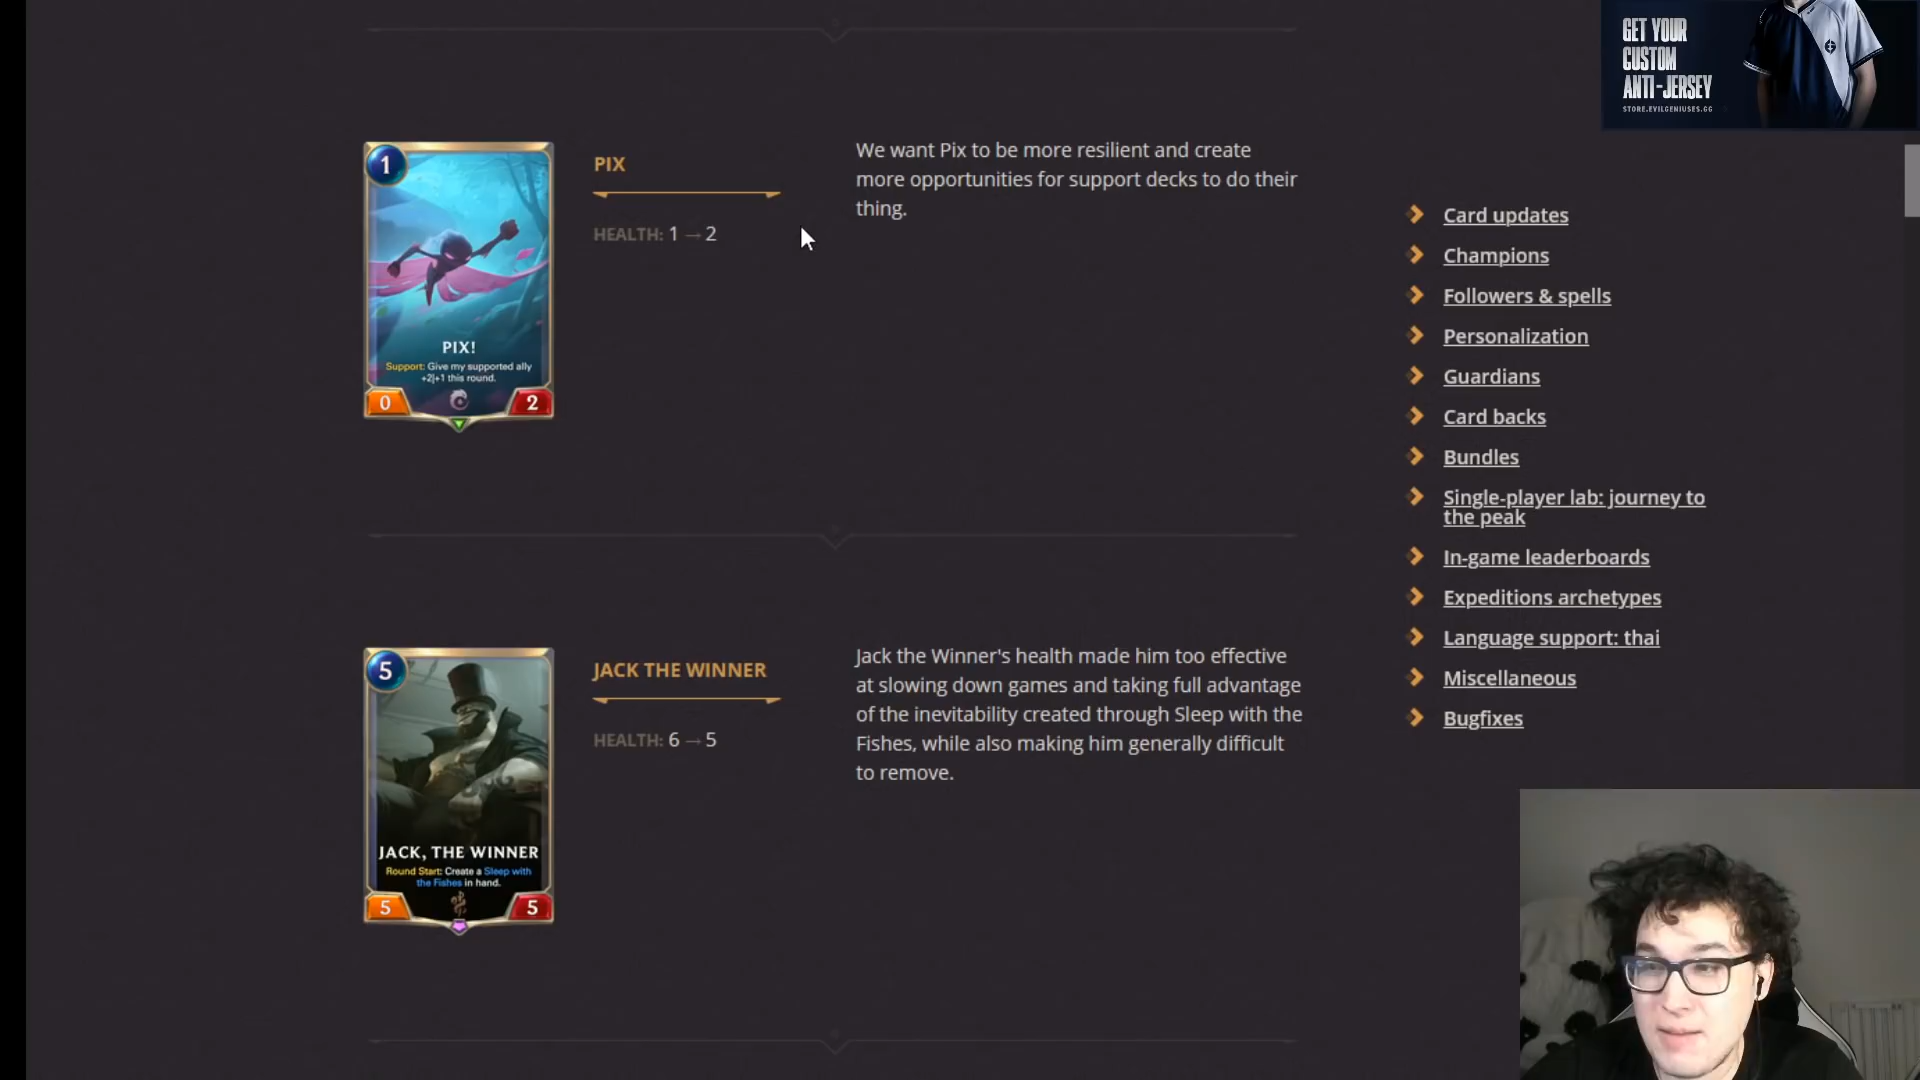 GET YOUR
CUSTOM
ANTI-JERSEY
STORE.EVILGENIUSES.GG
1
PIX!
Support: Give my supported ally
+2|+1 this round.
0
2
PIX
HEALTH: 1 → 2
We want Pix to be more resilient and create
more opportunities for support decks to do their
thing.
5
JACK, THE WINNER
Round Start: Create a Sleep with
the Fishes in hand.
5
5
JACK THE WINNER
HEALTH: 6 → 5
Jack the Winner's health made him too effective
at slowing down games and taking full advantage
of the inevitability created through Sleep with the
Fishes, while also making him generally difficult
to remove.
Card updates
Champions
Followers & spells
Personalization
Guardians
Card backs
Bundles
Single-player lab: journey to
the peak
In-game leaderboards
Expeditions archetypes
Language support: thai
Miscellaneous
Bugfixes